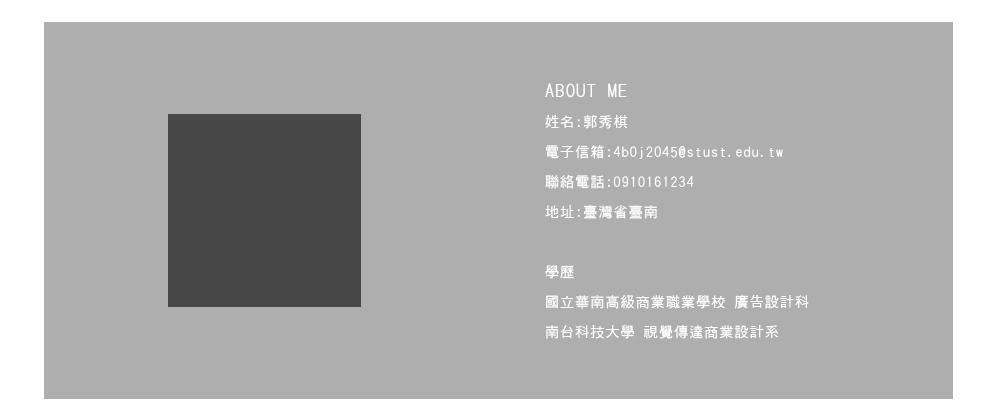 ABOUT ME
姓名:郭秀棋
電子信箱:4b0j2045@stust.edu.tw
聯絡電話:0910161234
地址:臺灣省臺南
學歷
國立華南高級商業職業學校 廣告設計科
南台科技大學 視覺傳達商業設計系